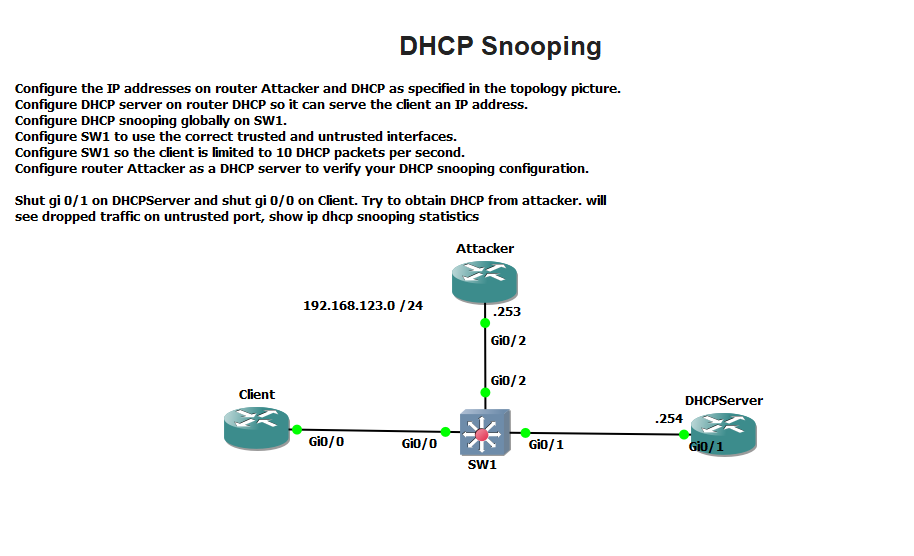 DHCP Snooping
Configure the IP addresses on router Attacker and DHCP as specified in the topology picture.
Configure DHCP server on router DHCP so it can serve the client an IP address.
Configure DHCP snooping globally on SW1.
Configure SW1 to use the correct trusted and untrusted interfaces.
Configure SW1 so the client is limited to 10 DHCP packets per second.
Configure router Attacker as a DHCP server to verify your DHCP snooping configuration.
Shut gi 0/1 on DHCPServer and shut gi 0/0 on Client. Try to obtain DHCP from attacker. will
see dropped traffic on untrusted port, show ip dhcp snooping statistics
Attacker
192.168.123.0 /24
.253
Gi0/2
Gi0/2
Client
DHCPServer
.254
Gi0/0
Gi0/0
Gi0/1
Gi0/1
SW1